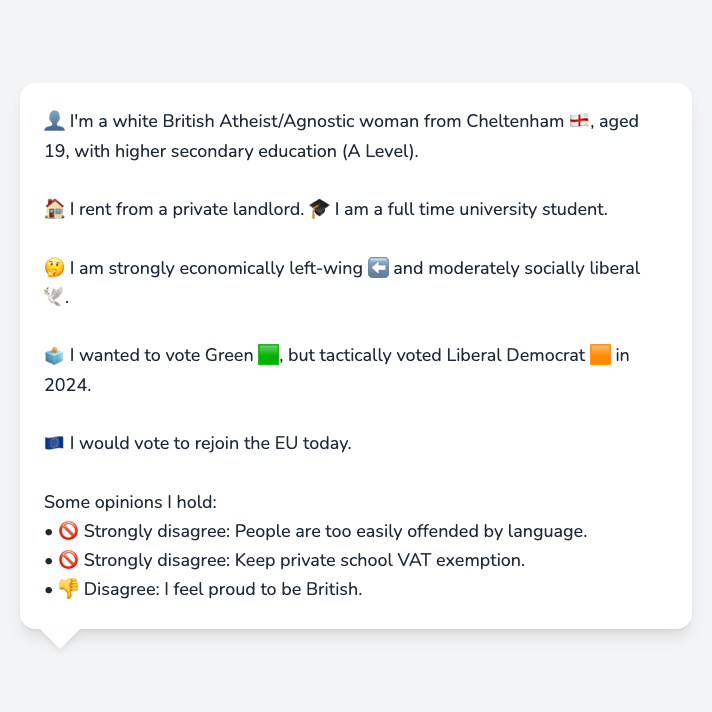 👤 I'm a white British Atheist/Agnostic woman from Cheltenham 🏴󠁧󠁢󠁥󠁮󠁧󠁿, aged
19, with higher secondary education (A Level).
🏠 I rent from a private landlord. 🎓 I am a full time university student.
🤔 I am strongly economically left-wing ⬅️ and moderately socially liberal
🕊️.
🗳️ I wanted to vote Green 🟩, but tactically voted Liberal Democrat 🟧 in
2024.
🇪🇺 I would vote to rejoin the EU today.
Some opinions I hold:
• 🚫 Strongly disagree: People are too easily offended by language.
• 🚫 Strongly disagree: Keep private school VAT exemption.
• 👎 Disagree: I feel proud to be British.